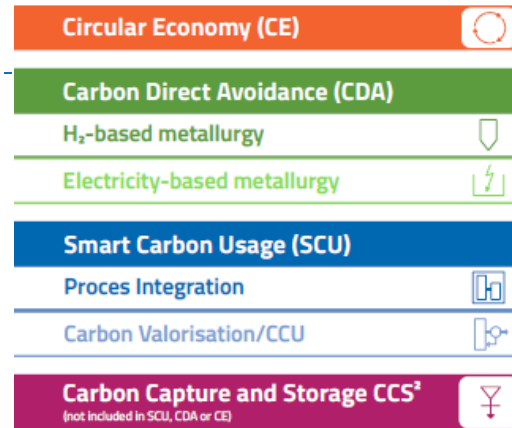 Circular Economy (CE)
Carbon Direct Avoidance (CDA)
H₂-based metallurgy
Electricity-based metallurgy
Smart Carbon Usage (SCU)
Proces Integration
Carbon Valorisation/CCU
Carbon Capture and Storage CCS²
(not included in SCU, CDA or CE)